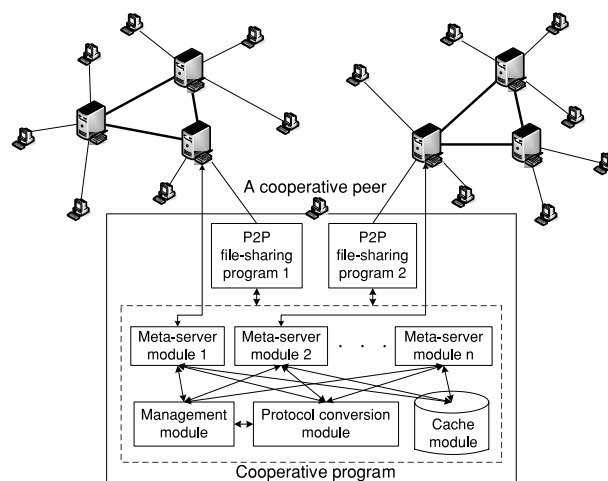 A cooperative peer
P2P
file-sharing
program 1
P2P
file-sharing
program 2
Meta-server
module 1
Meta-server
module 2
. . .
Meta-server
module n
Management
module
Protocol conversion
module
Cache
module
Cooperative program